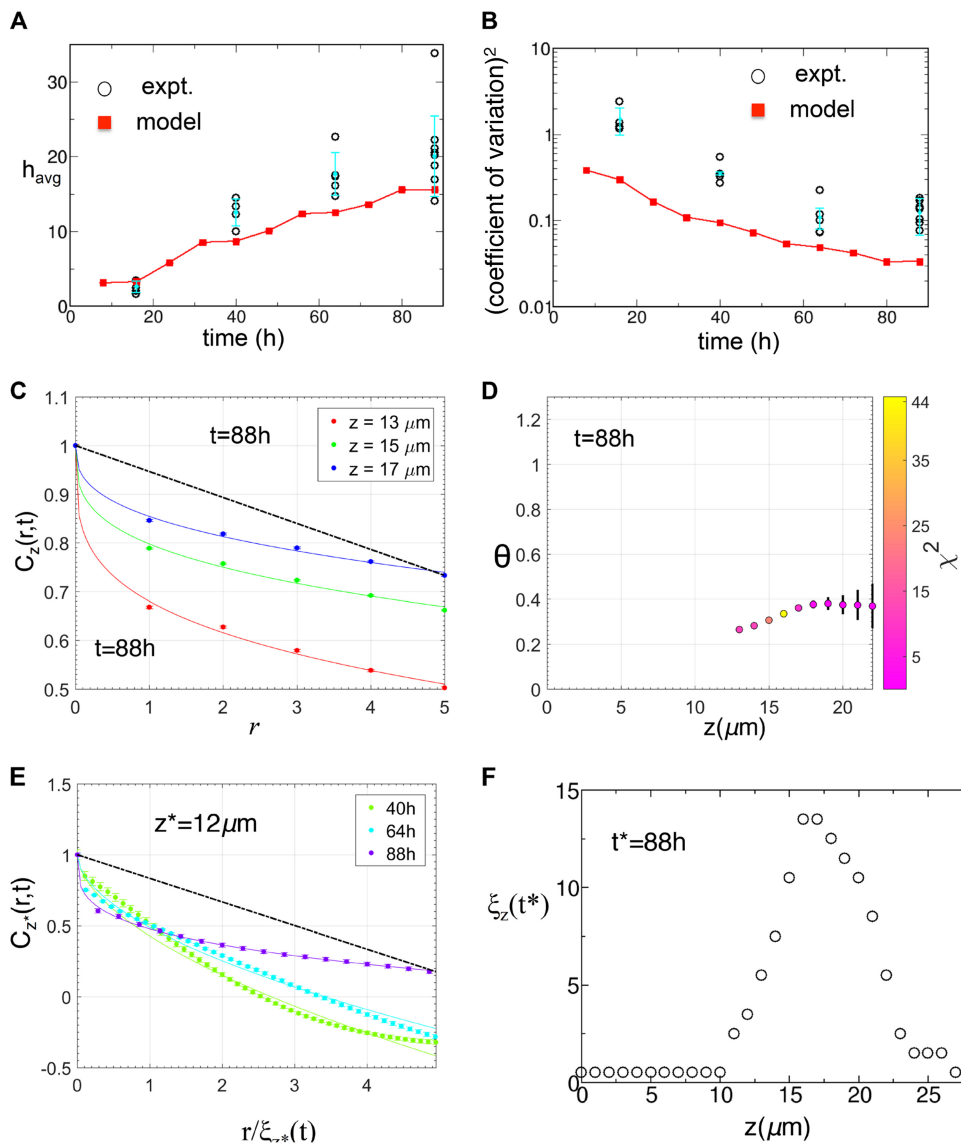 A
B
35
30
25
20
15
10
5
0
h_avg
expt.
model
0
20
40
60
80
time (h)
10
1
0.1
0.01
(coefficient of variation)²
expt.
model
0
20
40
60
80
time (h)
C
D
1.1
1
0.9
0.8
0.7
0.6
0.5
C_z(r,t)
t=88h
z = 13 μm
z = 15 μm
z = 17 μm
t=88h
0
1
2
3
4
5
r
1.2
1
0.8
0.6
0.4
0.2
0
θ
t=88h
0
5
10
15
20
z(μm)
44
35
25
15
5
χ²
E
F
1.5
1
0.5
0
-0.5
C_z*(r,t)
z*=12μm
40h
64h
88h
0
1
2
3
4
r/ξ_z*(t)
15
10
5
0
ξ_z(t*)
t*=88h
0
5
10
15
20
25
z(μm)